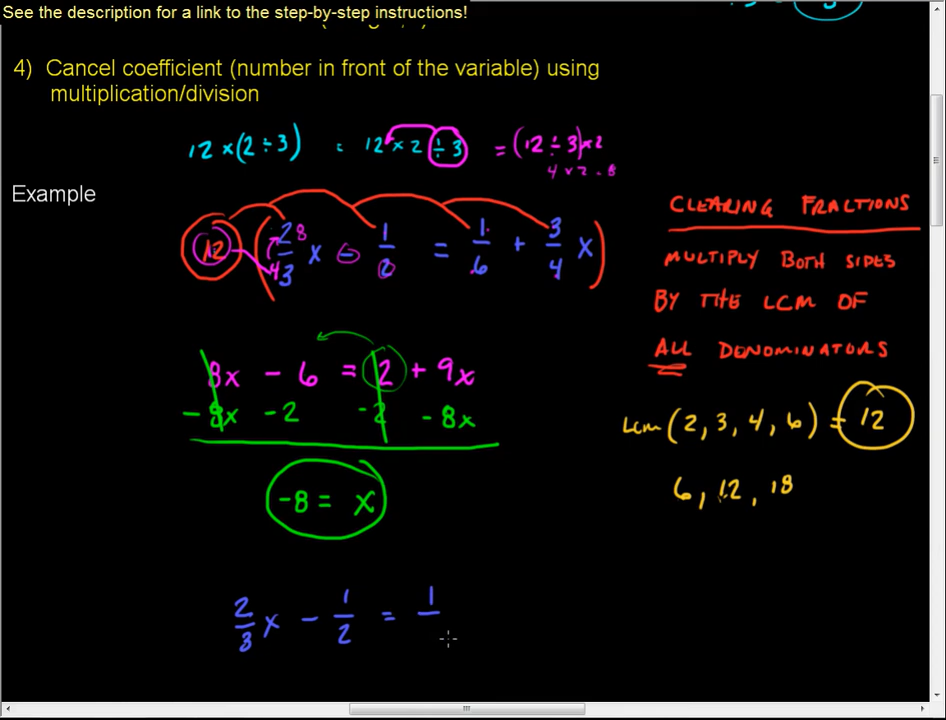 See the description for a link to the step-by-step instructions!
4) Cancel coefficient (number in front of the variable) using
multiplication/division
12 × (2 ÷ 3) = 12 × 2 ÷ 3 = (12 ÷ 3) × 2
4 × 2 = 8
Example
12 ( 2/3 x - 1/2 = 1/6 + 3/4 x )
8
4
CLEARING FRACTIONS
MULTIPLY BOTH SIDES
BY THE LCM OF
ALL DENOMINATORS
8x - 6 = 2 + 9x
-8x -2 -2 -8x
LCM (2, 3, 4, 6) = 12
6, 12, 18
-8 = x
2/3 x - 1/2 = 1